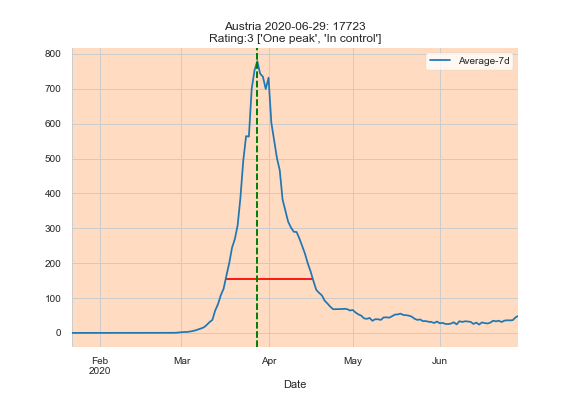 Austria 2020-06-29: 17723
Rating:3 ['One peak', 'In control']
Average-7d
800
700
600
500
400
300
200
100
0
Feb
2020
Mar
Apr
May
Jun
Date